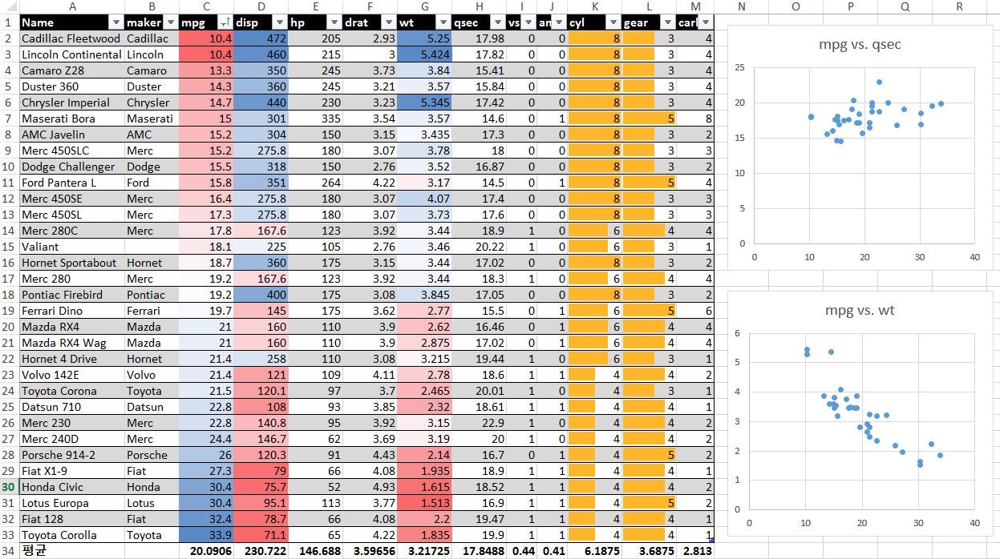 A B C D E F G H I J K L M N O P Q R
1 Name maker mpg disp hp drat wt qsec vs am cyl gear carl
2 Cadillac Fleetwood Cadillac 10.4 472 205 2.93 5.25 17.98 0 0 8 3 4
3 Lincoln Continental Lincoln 10.4 460 215 3 5.424 17.82 0 0 8 3 4
4 Camaro Z28 Camaro 13.3 350 245 3.73 3.84 15.41 0 0 8 3 4
5 Duster 360 Duster 14.3 360 245 3.21 3.57 15.84 0 0 8 3 4
6 Chrysler Imperial Chrysler 14.7 440 230 3.23 5.345 17.42 0 0 8 3 4
7 Maserati Bora Maserati 15 301 335 3.54 3.57 14.6 0 1 8 5 8
8 AMC Javelin AMC 15.2 304 150 3.15 3.435 17.3 0 0 8 3 2
9 Merc 450SLC Merc 15.2 275.8 180 3.07 3.78 18 0 0 8 3 3
10 Dodge Challenger Dodge 15.5 318 150 2.76 3.52 16.87 0 0 8 3 2
11 Ford Pantera L Ford 15.8 351 264 4.22 3.17 14.5 0 1 8 5 4
12 Merc 450SE Merc 16.4 275.8 180 3.07 4.07 17.4 0 0 8 3 3
13 Merc 450SL Merc 17.3 275.8 180 3.07 3.73 17.6 0 0 8 3 3
14 Merc 280C Merc 17.8 167.6 123 3.92 3.44 18.9 1 0 6 4 4
15 Valiant 18.1 225 105 2.76 3.46 20.22 1 0 6 3 1
16 Hornet Sportabout Hornet 18.7 360 175 3.15 3.44 17.02 0 0 8 3 2
17 Merc 280 Merc 19.2 167.6 123 3.92 3.44 18.3 1 0 6 4 4
18 Pontiac Firebird Pontiac 19.2 400 175 3.08 3.845 17.05 0 0 8 3 2
19 Ferrari Dino Ferrari 19.7 145 175 3.62 2.77 15.5 0 1 6 5 6
20 Mazda RX4 Mazda 21 160 110 3.9 2.62 16.46 0 1 6 4 4
21 Mazda RX4 Wag Mazda 21 160 110 3.9 2.875 17.02 0 1 6 4 4
22 Hornet 4 Drive Hornet 21.4 258 110 3.08 3.215 19.44 1 0 6 3 1
23 Volvo 142E Volvo 21.4 121 109 4.11 2.78 18.6 1 1 4 4 2
24 Toyota Corona Toyota 21.5 120.1 97 3.7 2.465 20.01 1 0 4 3 1
25 Datsun 710 Datsun 22.8 108 93 3.85 2.32 18.61 1 1 4 4 1
26 Merc 230 Merc 22.8 140.8 95 3.92 3.15 22.9 1 0 4 4 2
27 Merc 240D Merc 24.4 146.7 62 3.69 3.19 20 1 0 4 4 2
28 Porsche 914-2 Porsche 26 120.3 91 4.43 2.14 16.7 0 1 4 5 2
29 Fiat X1-9 Fiat 27.3 79 66 4.08 1.935 18.9 1 1 4 4 1
30 Honda Civic Honda 30.4 75.7 52 4.93 1.615 18.52 1 1 4 4 2
31 Lotus Europa Lotus 30.4 95.1 113 3.77 1.513 16.9 1 1 4 5 2
32 Fiat 128 Fiat 32.4 78.7 66 4.08 2.2 19.47 1 1 4 4 1
33 Toyota Corolla Toyota 33.9 71.1 65 4.22 1.835 19.9 1 1 4 4 1
34 평균 20.0906 230.722 146.688 3.59656 3.21725 17.8488 0.44 0.41 6.1875 3.6875 2.813
mpg vs. qsec
25
20
15
10
5
0
0 10 20 30 40
mpg vs. wt
6
5
4
3
2
1
0
0 10 20 30 40